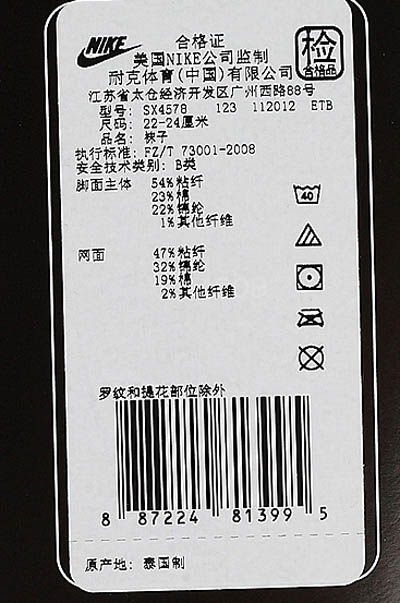 NIKE 合格证
美国NIKE公司监制
检
合格品
耐克体育(中国)有限公司
江苏省太仓经济开发区广州西路88号
型号: SX4578 123 112012 ETB
尺码: 22-24厘米
品名: 袜子
执行标准: FZ/T 73001-2008
安全技术类别: B类
脚面主体 54%粘纤
23%棉
22%锦纶
1%其他纤维
40
网面 47%粘纤
32%锦纶
19%棉
2%其他纤维
罗纹和提花部位除外
8 87224 81399 5
原产地: 泰国制